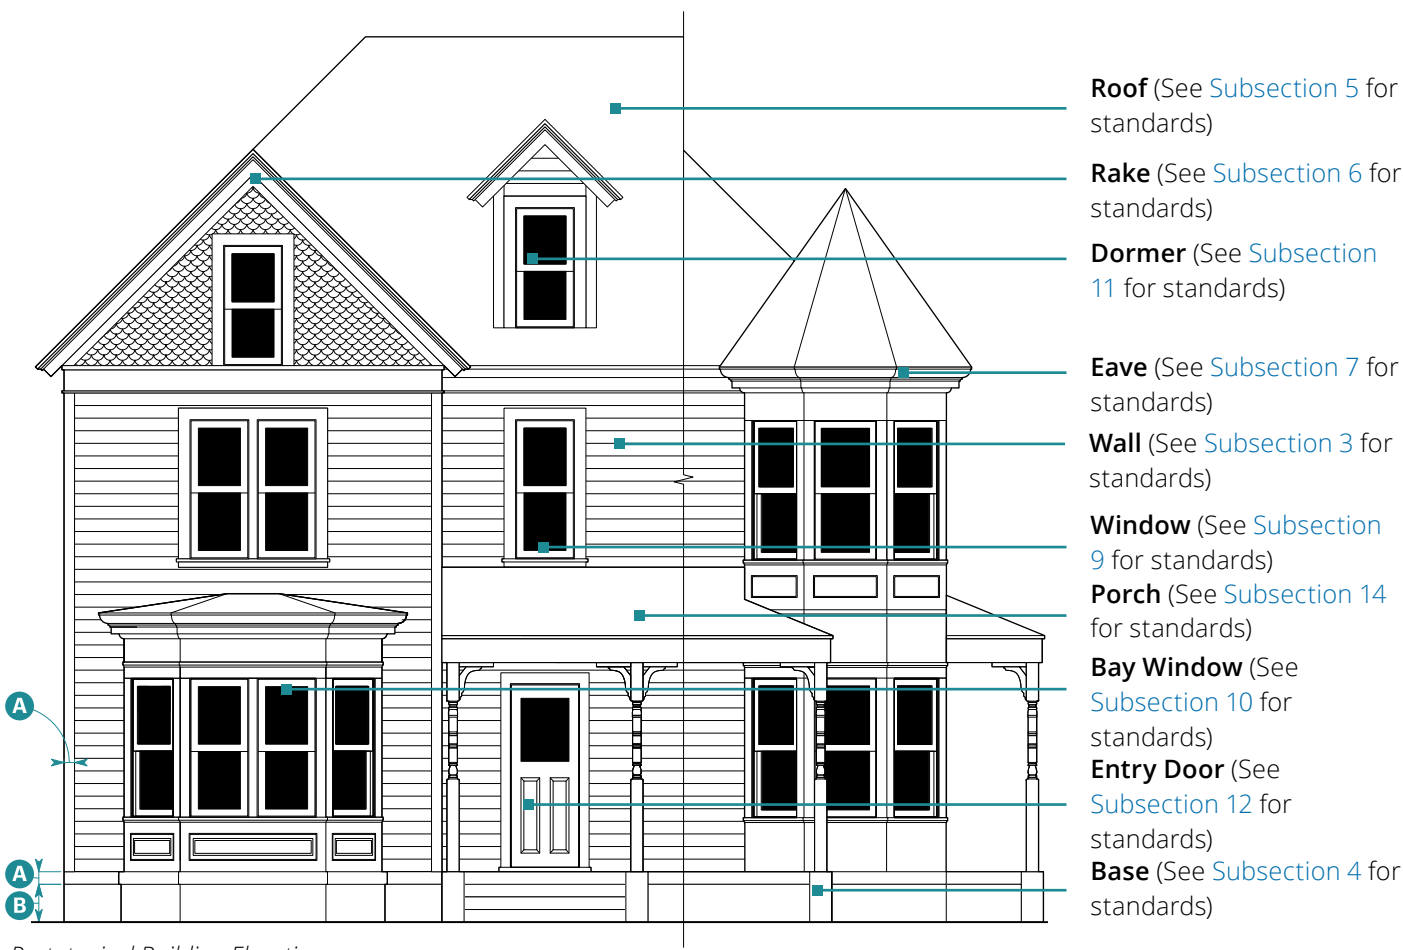 Roof (See Subsection 5 for
standards)
Rake (See Subsection 6 for
standards)
Dormer (See Subsection
11 for standards)
Eave (See Subsection 7 for
standards)
Wall (See Subsection 3 for
standards)
Window (See Subsection
9 for standards)
Porch (See Subsection 14
for standards)
Bay Window (See
Subsection 10 for
standards)
Entry Door (See
Subsection 12 for
standards)
Base (See Subsection 4 for
standards)
A
A
B
Building